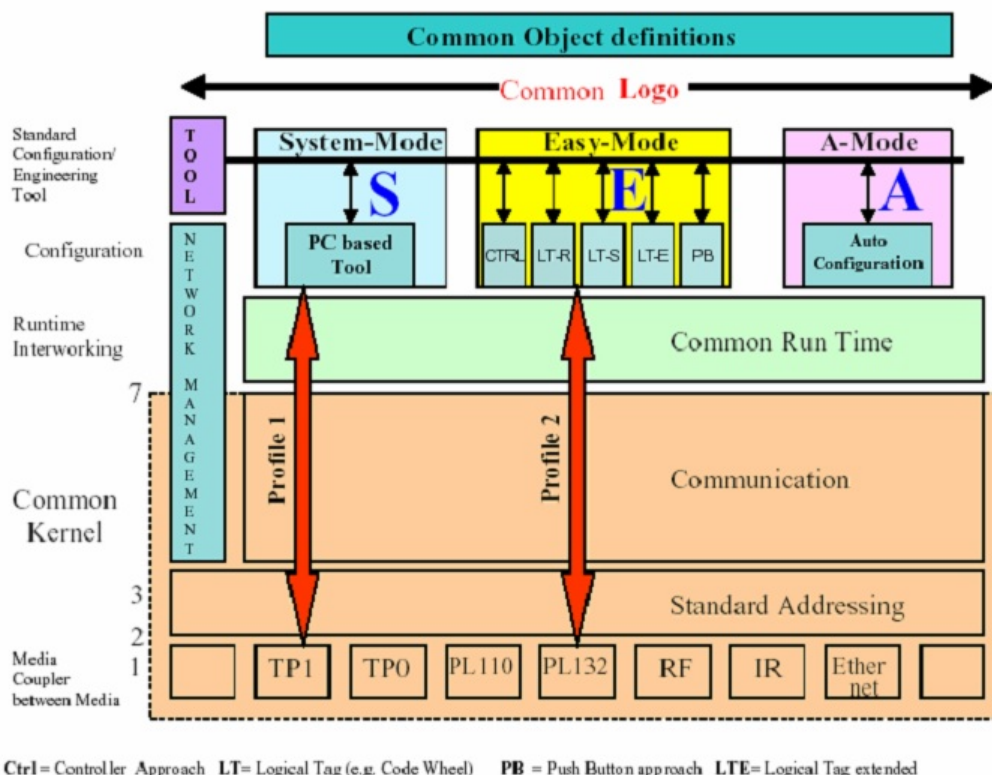 Common Object definitions
Common Logo
Standard
Configuration/
Engineering
Tool
TOOL
System-Mode
Easy-Mode
A-Mode
S
E
A
Configuration
PC based
Tool
CTRL
LT-R
LT-S
LT-E
PB
Auto
Configuration
NETWORK MANAGEMENT
Runtime
Interworking
Common Run Time
7
Profile 1
Profile 2
Communication
Common
Kernel
3
Standard Addressing
2
Media
Coupler
between Media
1
TP1
TP0
PL110
PL132
RF
IR
Ether
net
Ctrl = Controller Approach LT= Logical Tag (e.g. Code Wheel) PB = Push Button approach LTE= Logical Tag extended